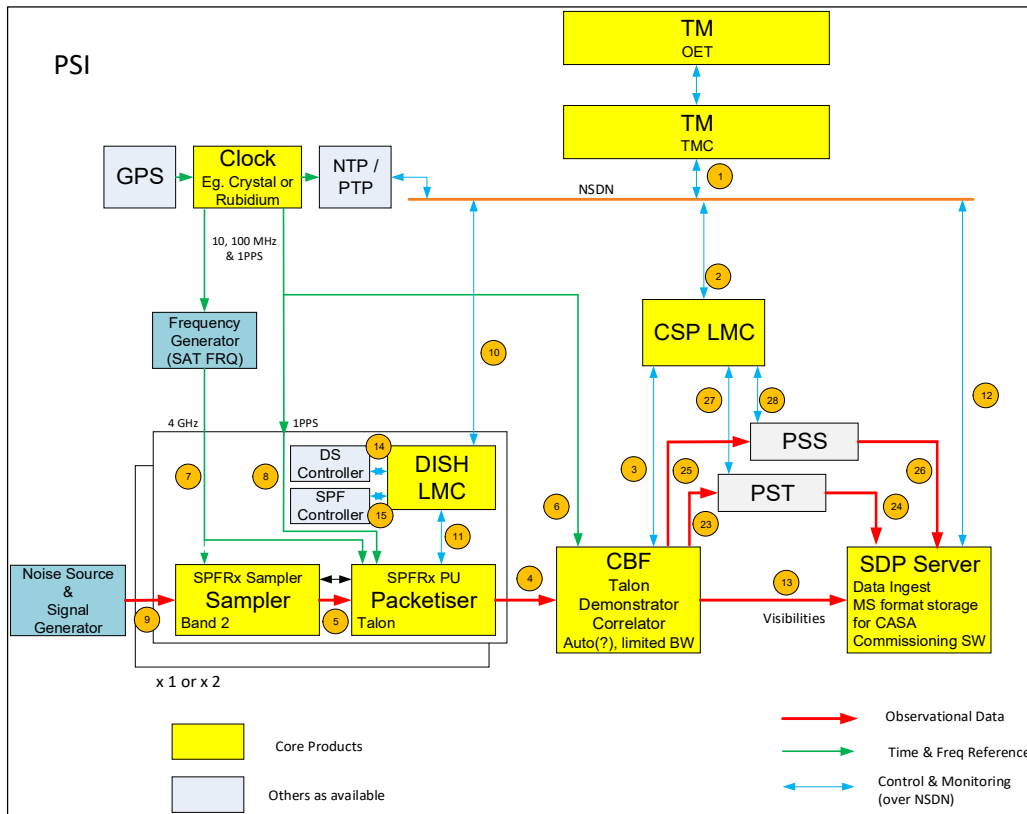 PSI
TM
OET
TM
TMC
1
NSDN
GPS
Clock
Eg. Crystal or
Rubidium
NTP /
PTP
10, 100 MHz
& 1PPS
2
CSP LMC
Frequency
Generator
(SAT FRQ)
10
27
28
12
4 GHz
1PPS
14
DS
Controller
DISH
LMC
SPF
Controller
15
7
8
11
3
25
PSS
26
PST
6
23
24
Noise Source
&
Signal
Generator
9
SPFRx Sampler
Sampler
Band 2
5
SPFRx PU
Packetiser
Talon
4
CBF
Talon
Demonstrator
Correlator
Auto(?), limited BW
13
Visibilities
SDP Server
Data Ingest
MS format storage
for CASA
Commissioning SW
x 1 or x 2
Core Products
Others as available
Observational Data
Time & Freq Reference
Control & Monitoring
(over NSDN)